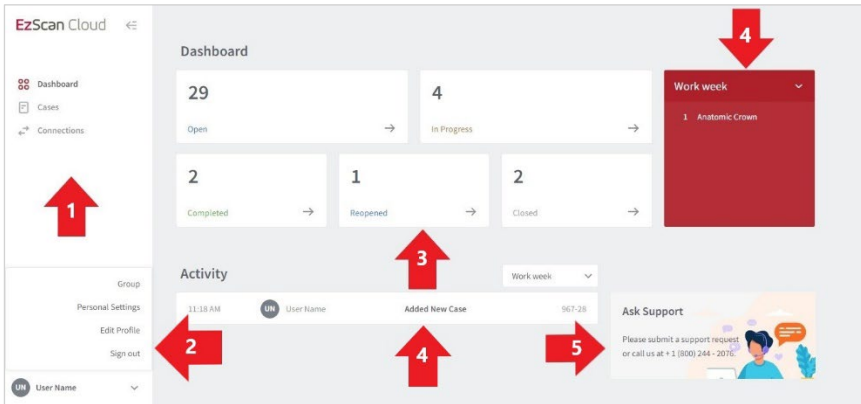 EzScan Cloud
Dashboard
Cases
Connections
1
Group
Personal Settings
Edit Profile
Sign out
2
UN User Name
Dashboard
29
Open
4
In Progress
2
Completed
1
Reopened
2
Closed
3
4
Work week
1 Anatomic Crown
Activity
Work week
11:18 AM UN User Name Added New Case 967-28
4
5
Ask Support
Please submit a support request
or call us at + 1 (800) 244 - 2076.